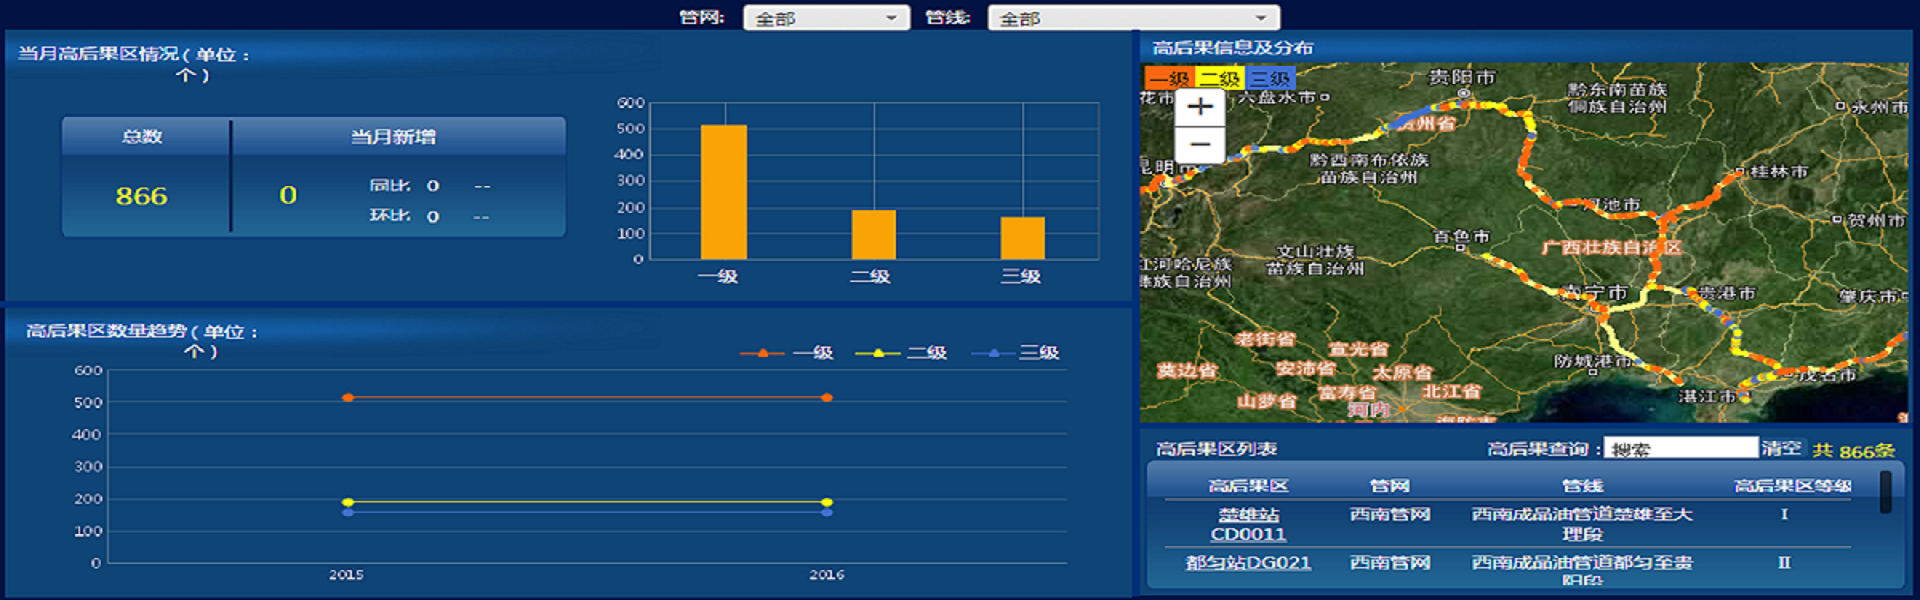 管网: 全部 管线: 全部
当月高后果区情况 ( 单位 :
个 )
总数 当月新增
866 0
同比 0 --
环比 0 --
600
500
400
300
200
100
0
一级 二级 三级
高后果区数量趋势 ( 单位 :
个 )
一级 二级 三级
600
500
400
300
200
100
0
2015 2016
高后果信息及分布
一级 二级 三级
+
−
贵阳市
六盘水市
黔东南苗族
侗族自治州
永州市
贵州省
昆明市
黔西南布依族
苗族自治州
桂林市
河池市
贺州市
百色市
广西壮族自治区
文山壮族
苗族自治州
红河哈尼族
彝族自治州
南宁市
贵港市
肇庆市
老街省
宣光省
防城港市
奠边省
安沛省
太原省
茂名市
富寿省
北江省
山萝省
河内
湛江市
海防市
高后果区列表 高后果查询 : 搜索 清空 共 866条
高后果区 管网 管线 高后果区等级
楚雄站
CD0011
西南管网
西南成品油管道楚雄至大
理段
I
都匀站DG021 西南管网
西南成品油管道都匀至贵
阳段
II